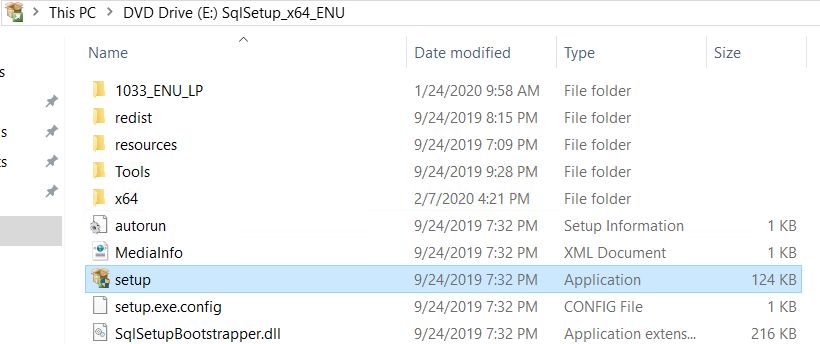 This PC > DVD Drive (E:) SqlSetup_x64_ENU
Name Date modified Type Size
1033_ENU_LP 1/24/2020 9:58 AM File folder
redist 9/24/2019 8:15 PM File folder
resources 9/24/2019 7:09 PM File folder
Tools 9/24/2019 9:28 PM File folder
x64 2/7/2020 4:21 PM File folder
autorun 9/24/2019 7:32 PM Setup Information 1 KB
MediaInfo 9/24/2019 7:32 PM XML Document 1 KB
setup 9/24/2019 7:32 PM Application 124 KB
setup.exe.config 9/24/2019 7:32 PM CONFIG File 1 KB
SqlSetupBootstrapper.dll 9/24/2019 7:32 PM Application extens... 216 KB